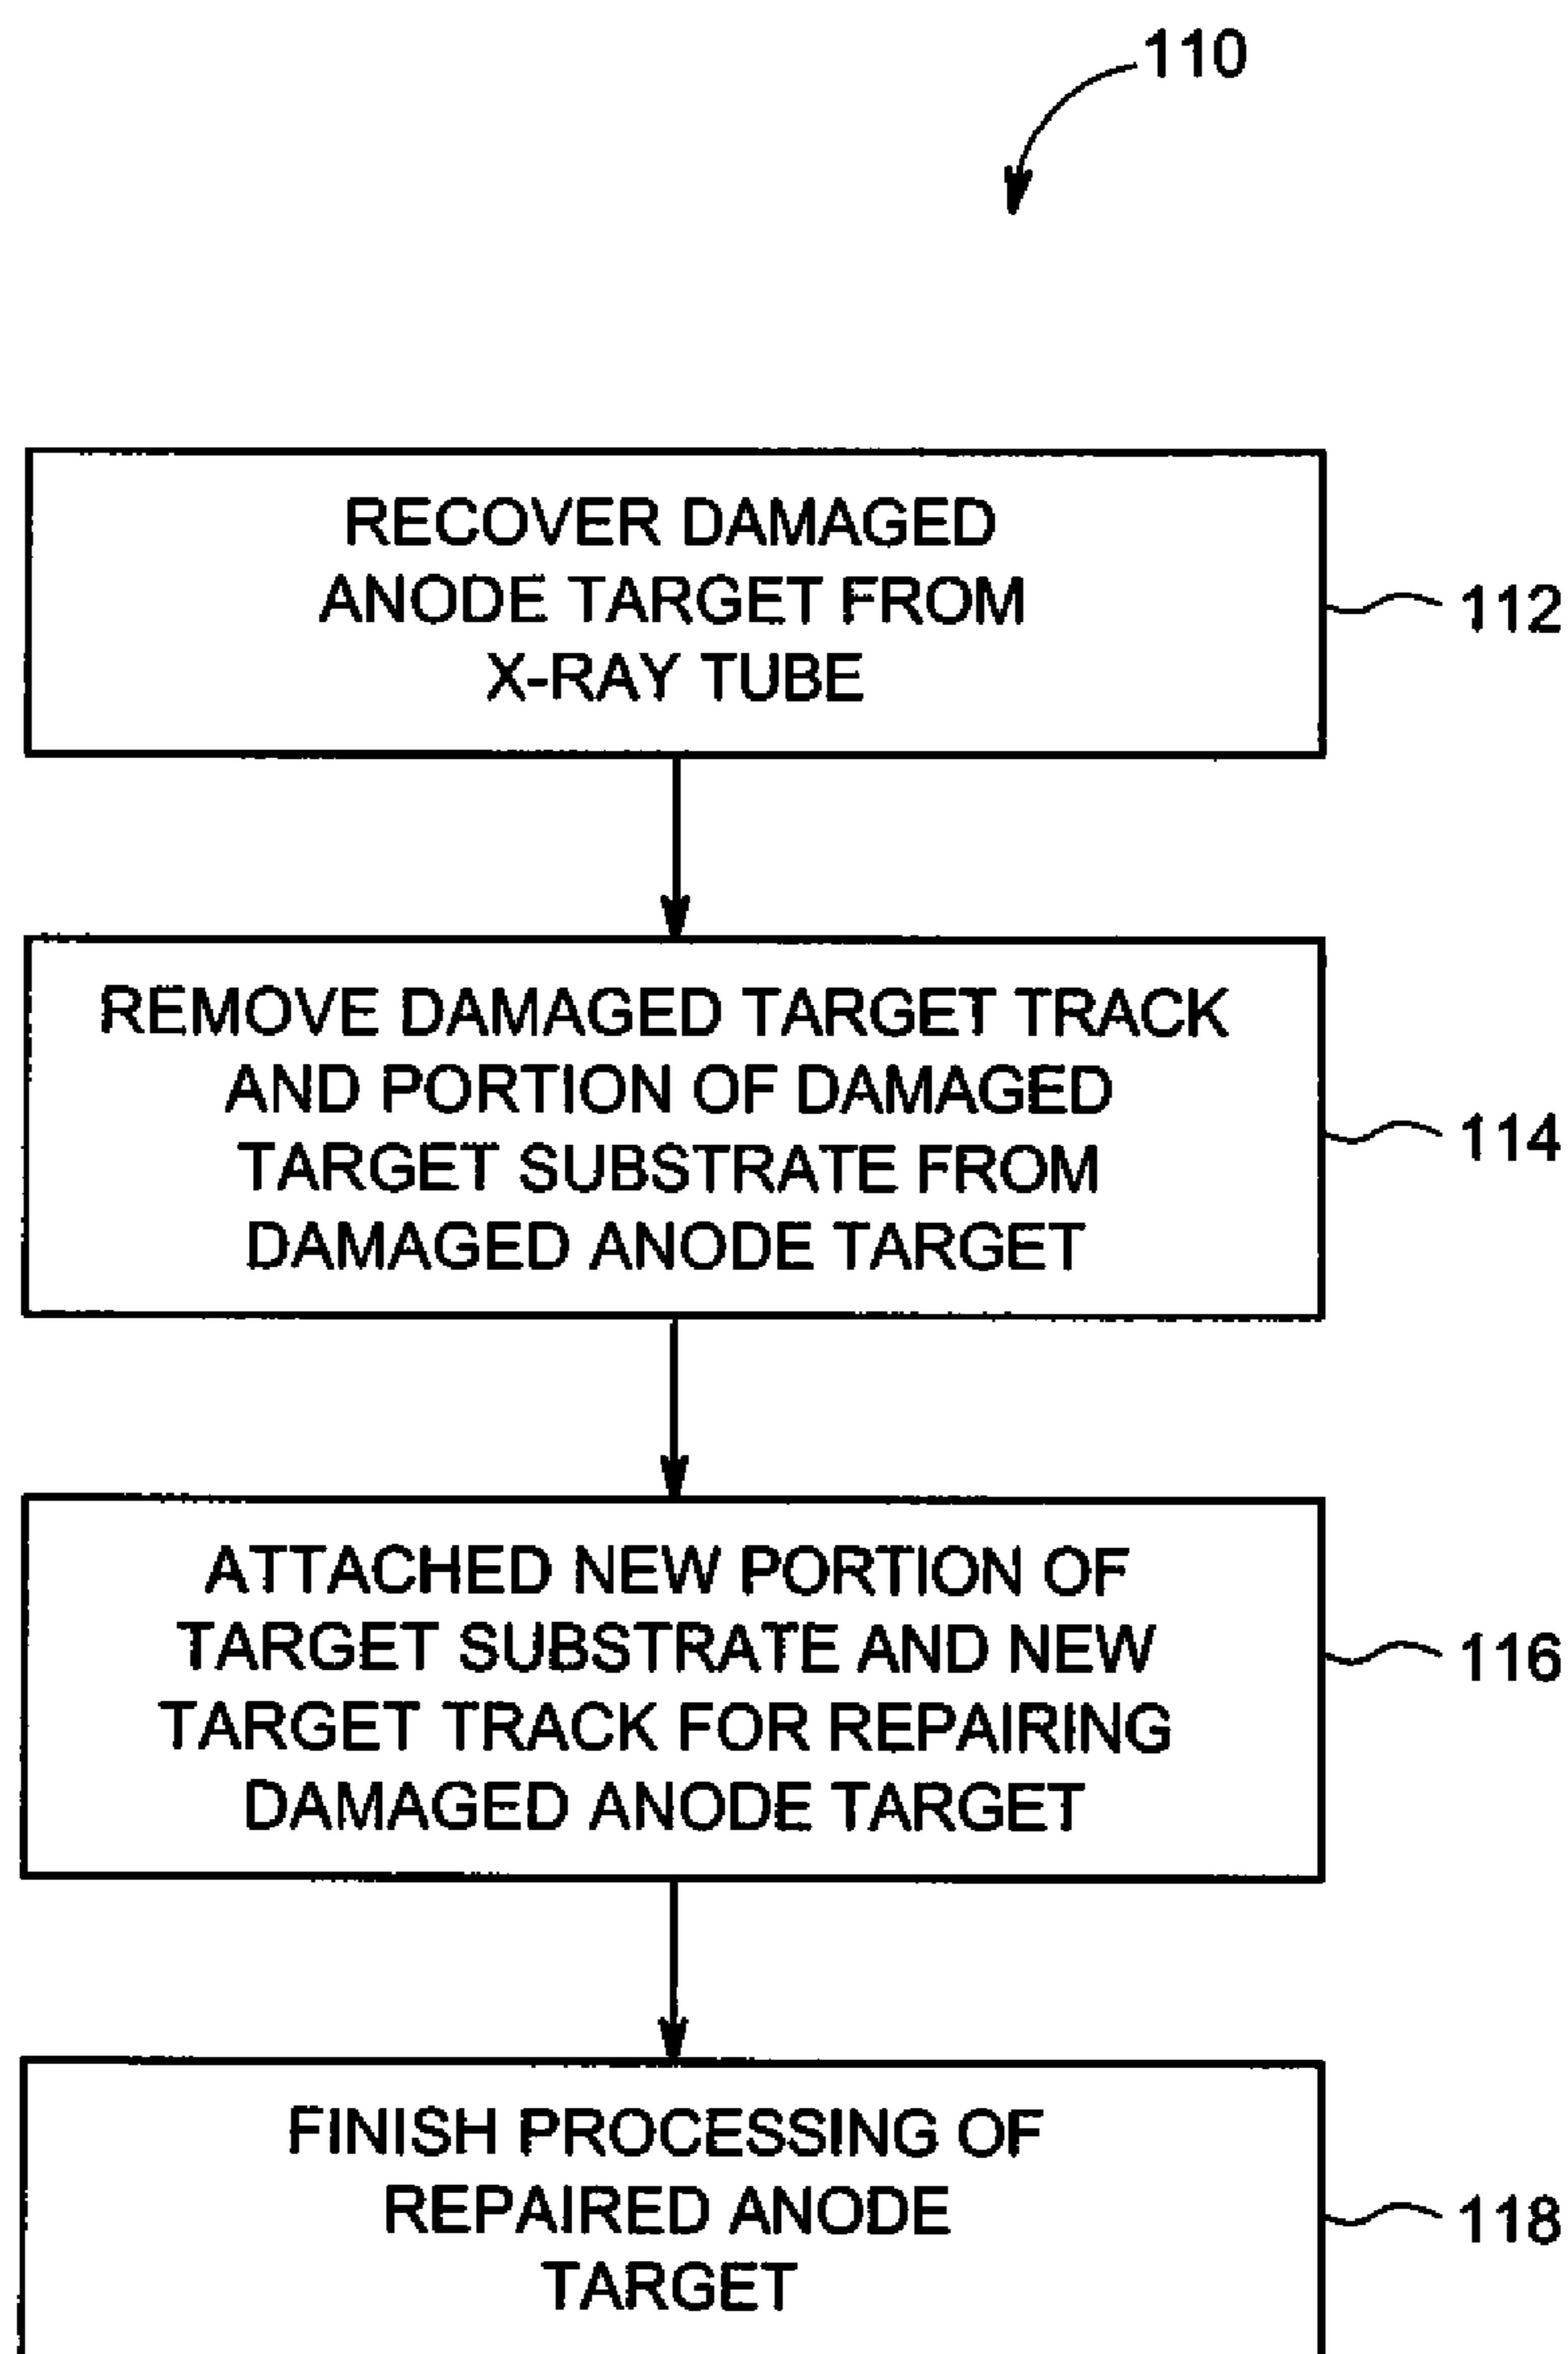 110
RECOVER DAMAGED
ANODE TARGET FROM
X-RAY TUBE
112
REMOVE DAMAGED TARGET TRACK
AND PORTION OF DAMAGED
TARGET SUBSTRATE FROM
DAMAGED ANODE TARGET
114
ATTACHED NEW PORTION OF
TARGET SUBSTRATE AND NEW
TARGET TRACK FOR REPAIRING
DAMAGED ANODE TARGET
116
FINISH PROCESSING OF
REPAIRED ANODE
TARGET
118